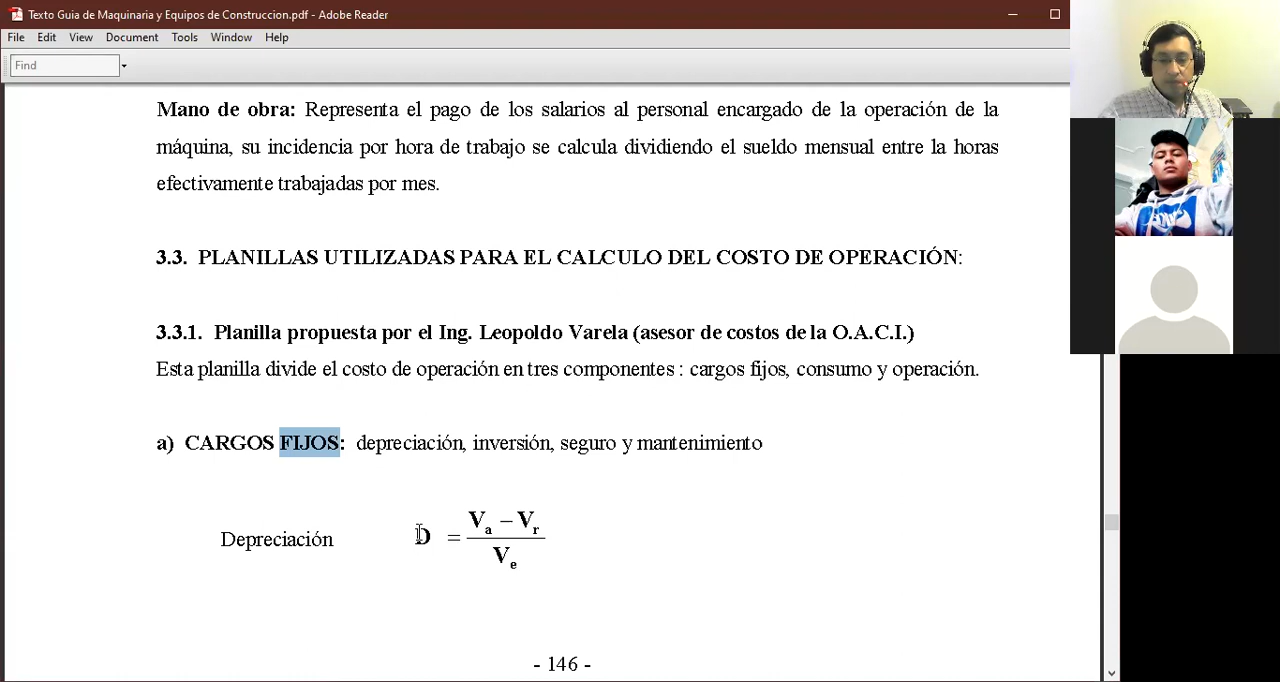 Texto Guia de Maquinaria y Equipos de Construccion.pdf - Adobe Reader
File Edit View Document Tools Window Help
Find
Mano de obra: Representa el pago de los salarios al personal encargado de la operación de la
máquina, su incidencia por hora de trabajo se calcula dividiendo el sueldo mensual entre la horas
efectivamente trabajadas por mes.
3.3. PLANILLAS UTILIZADAS PARA EL CALCULO DEL COSTO DE OPERACIÓN:
3.3.1. Planilla propuesta por el Ing. Leopoldo Varela (asesor de costos de la O.A.C.I.)
Esta planilla divide el costo de operación en tres componentes : cargos fijos, consumo y operación.
a) CARGOS FIJOS: depreciación, inversión, seguro y mantenimiento
Depreciación D = (Va – Vr) / Ve
- 146 -